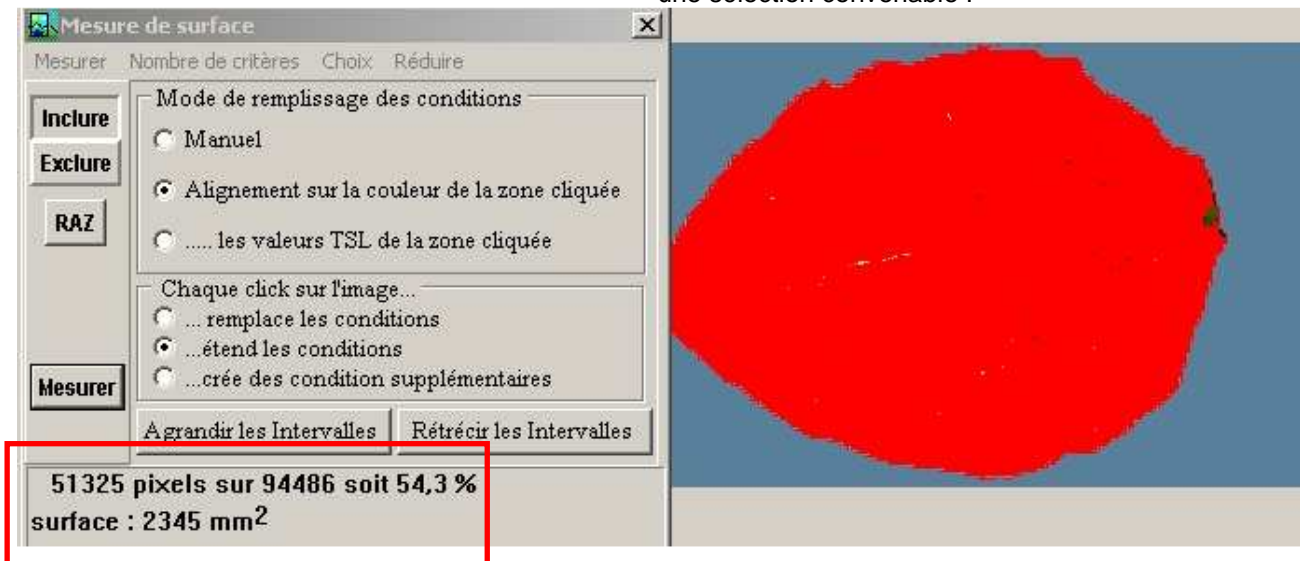 une sélection convenable :
Mesure de surface
Mesurer Nombre de critères Choix Réduire
Inclure
Exclure
RAZ
Mesurer
Mode de remplissage des conditions
Manuel
Alignement sur la couleur de la zone cliquée
..... les valeurs TSL de la zone cliquée
Chaque click sur l'image...
... remplace les conditions
...étend les conditions
...crée des condition supplémentaires
Agrandir les Intervalles Rétrécir les Intervalles
51325 pixels sur 94486 soit 54,3 %
surface : 2345 mm2